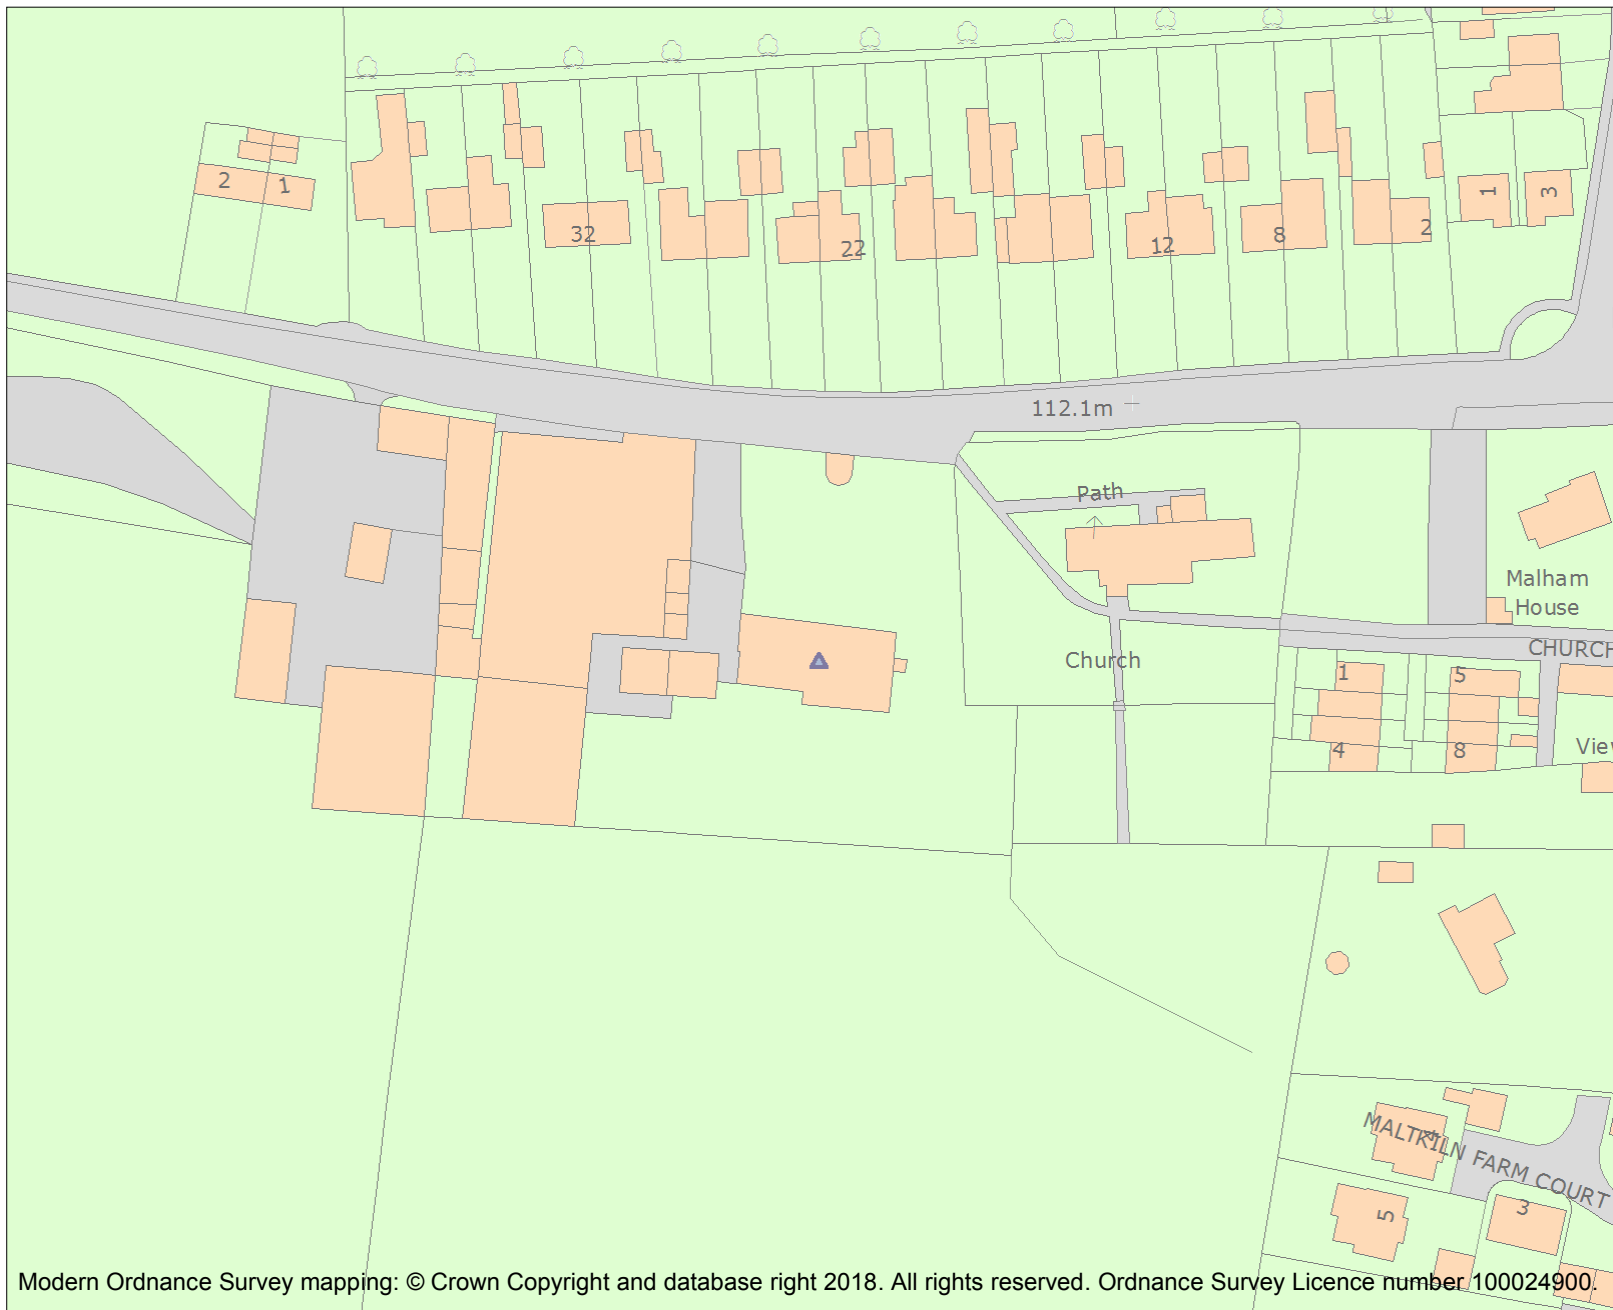 2
1
32
22
12
8
2
1
3
112.1m
Path
Malham
House
Church
CHURCH
1
5
4
8
View
MALTKILN FARM COURT
4
5
3
Modern Ordnance Survey mapping: © Crown Copyright and database right 2018. All rights reserved. Ordnance Survey Licence number 100024900.